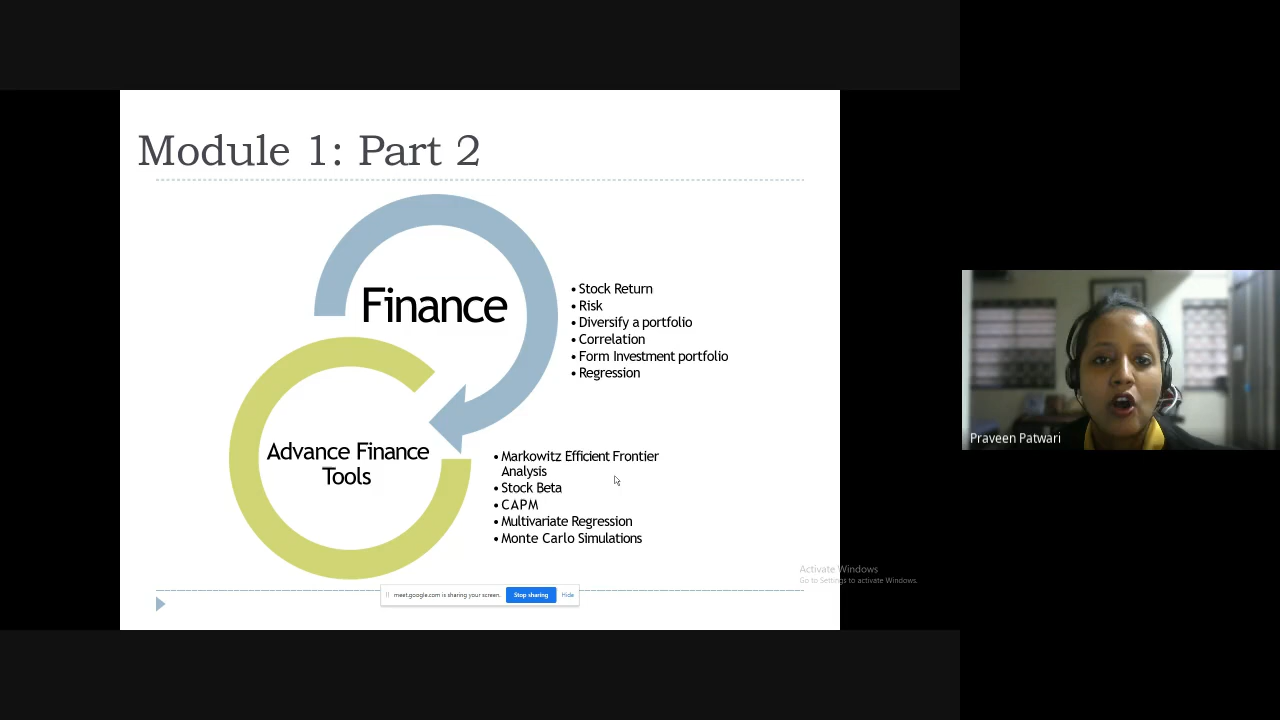 Module 1: Part 2
Finance
• Stock Return
• Risk
• Diversify a portfolio
• Correlation
• Form Investment portfolio
• Regression
Advance Finance
Tools
• Markowitz Efficient Frontier
Analysis
• Stock Beta
• CAPM
• Multivariate Regression
• Monte Carlo Simulations
Praveen Patwari
Activate Windows
Go to Settings to activate Windows.
meet.google.com is sharing your screen. Stop sharing Hide